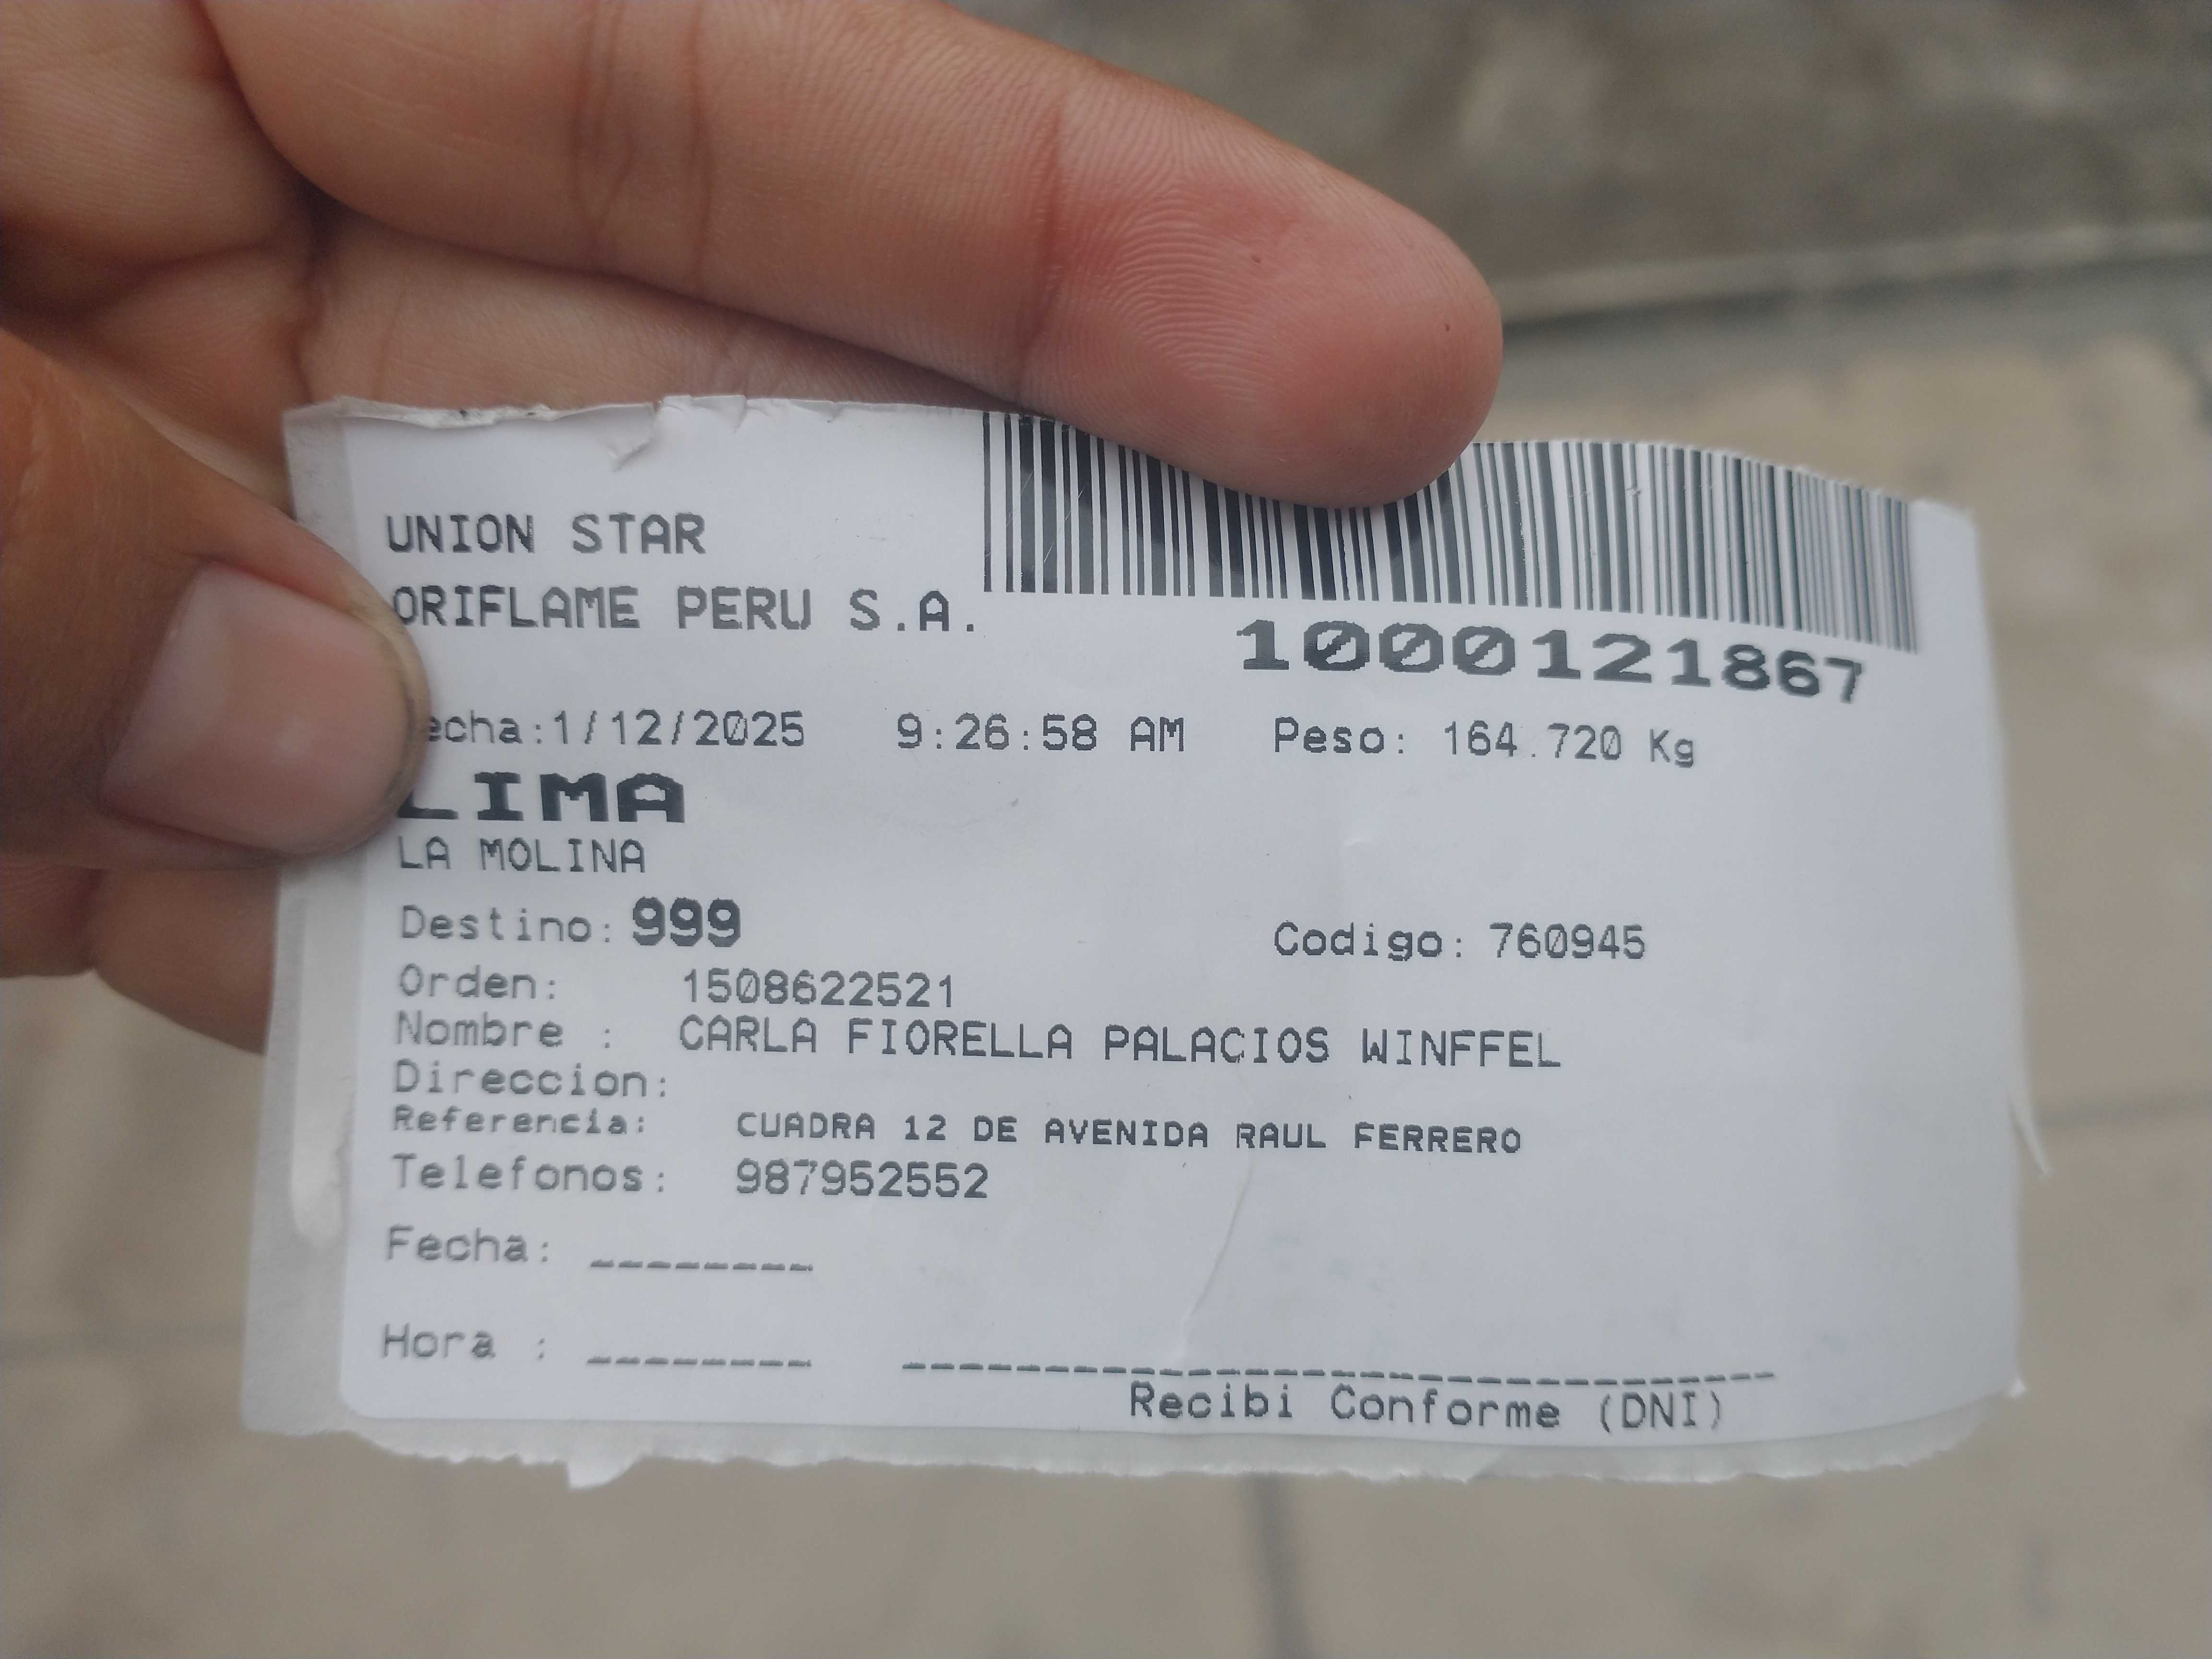 UNION STAR
ORIFLAME PERU S.A.
1000121867
echa:1/12/2025 9:26:58 AM Peso: 164.720 Kg
LIMA
LA MOLINA
Destino: 999 Codigo: 760945
Orden: 1508622521
Nombre : CARLA FIORELLA PALACIOS WINFFEL
Direccion:
Referencia: CUADRA 12 DE AVENIDA RAUL FERRERO
Telefonos: 987952552
Fecha: ________
Hora : ________
Recibi Conforme (DNI)